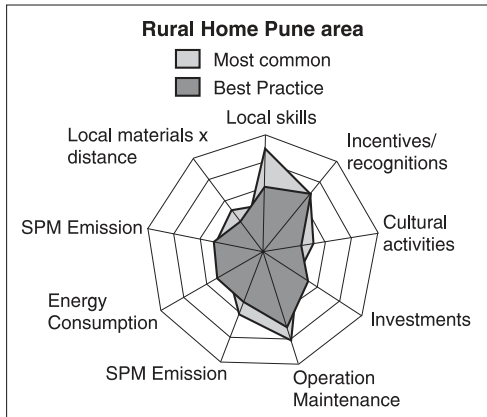 Rural Home Pune area
Most common
Best Practice
Local skills
Local materials x
distance
Incentives/
recognitions
SPM Emission
Cultural
activities
Energy
Consumption
Investments
SPM Emission
Operation
Maintenance